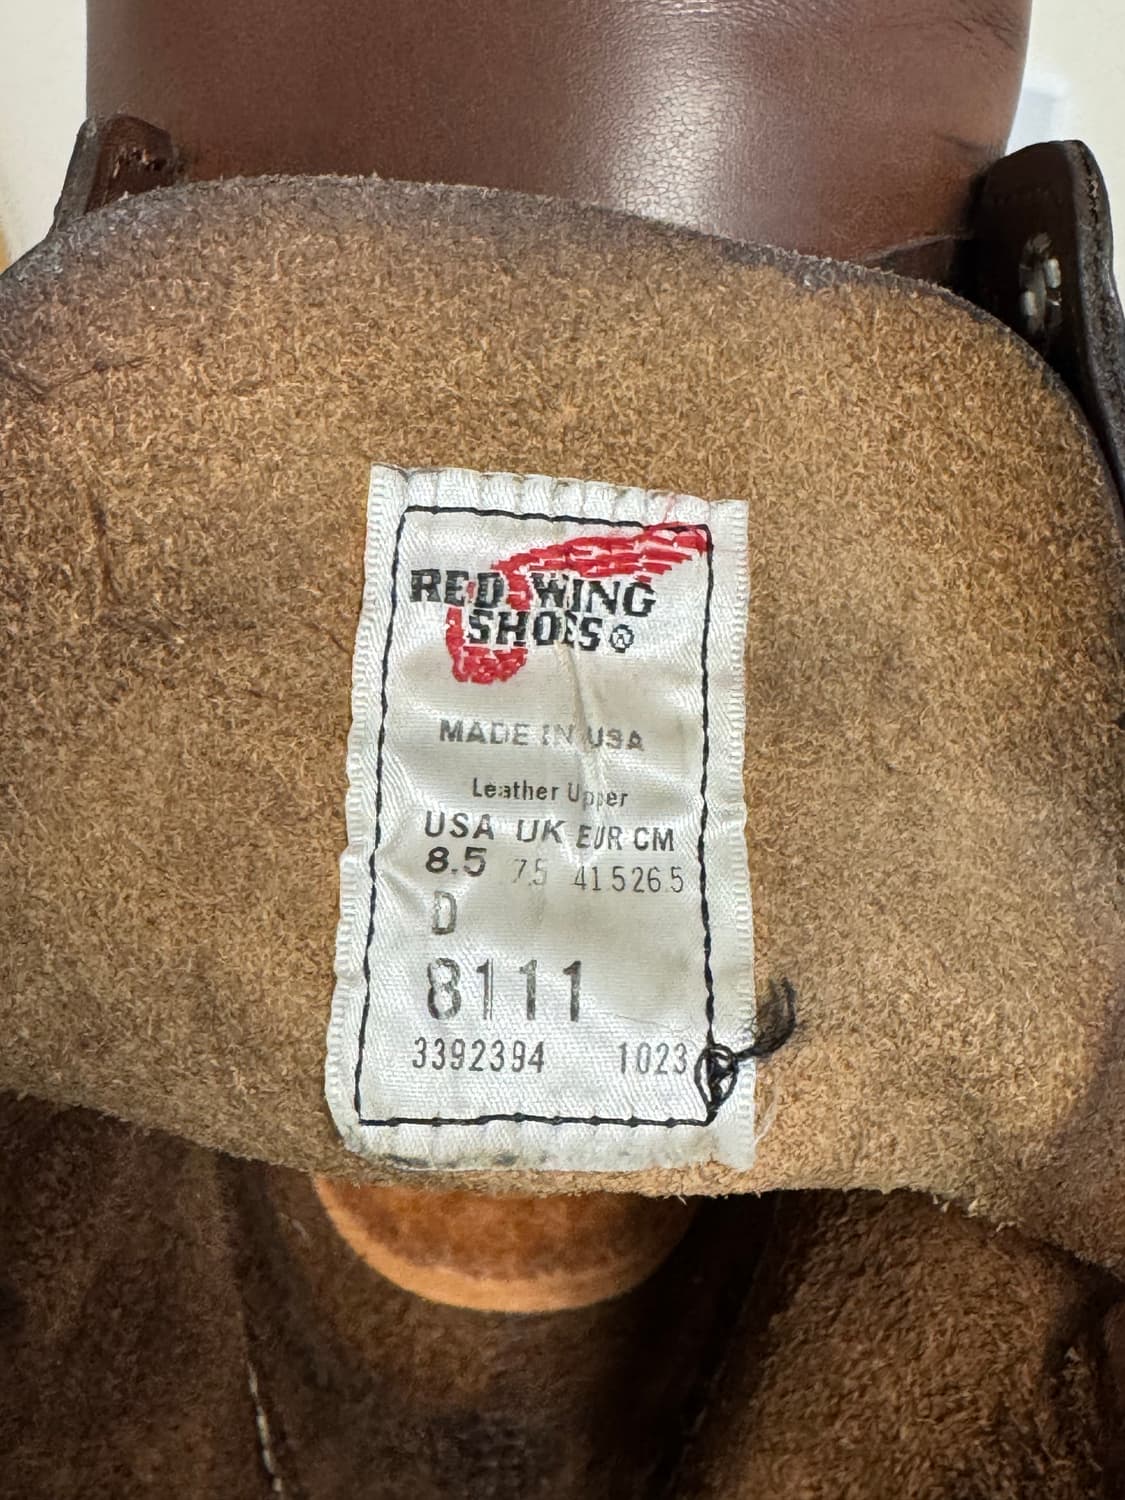 RED WING
SHOES®
MADE IN USA
Leather Upper
USA UK EUR CM
8.5 7.5 41.5 26.5
D
8111
3392394 1023